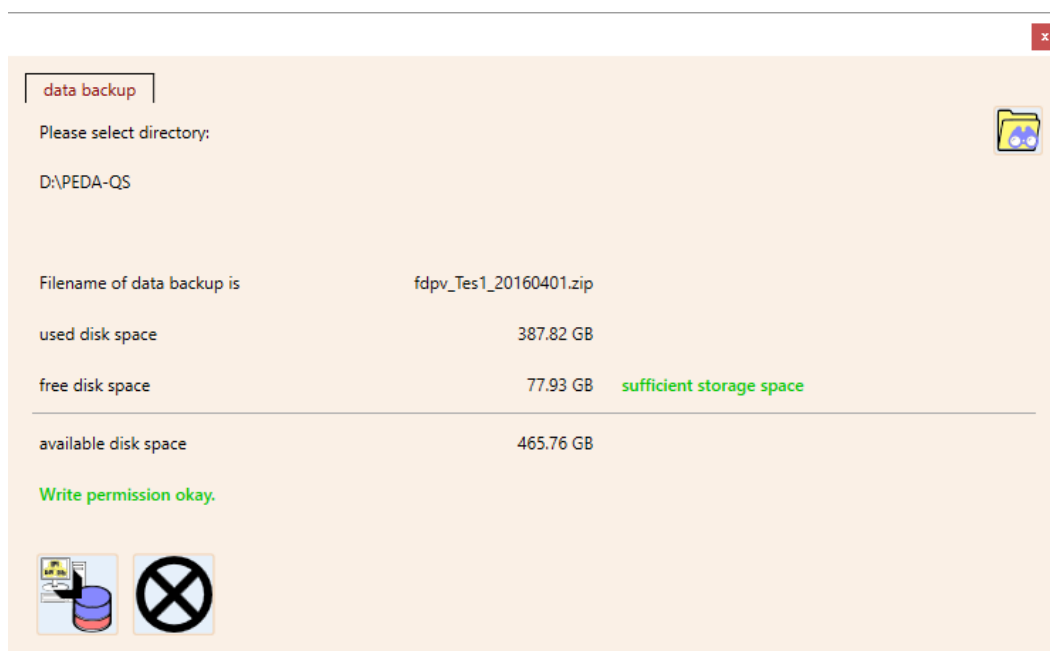 x
data backup
Please select directory:
D:\PEDA-QS
Filename of data backup is fdpv_Tes1_20160401.zip
used disk space 387.82 GB
free disk space 77.93 GB sufficient storage space
available disk space 465.76 GB
Write permission okay.